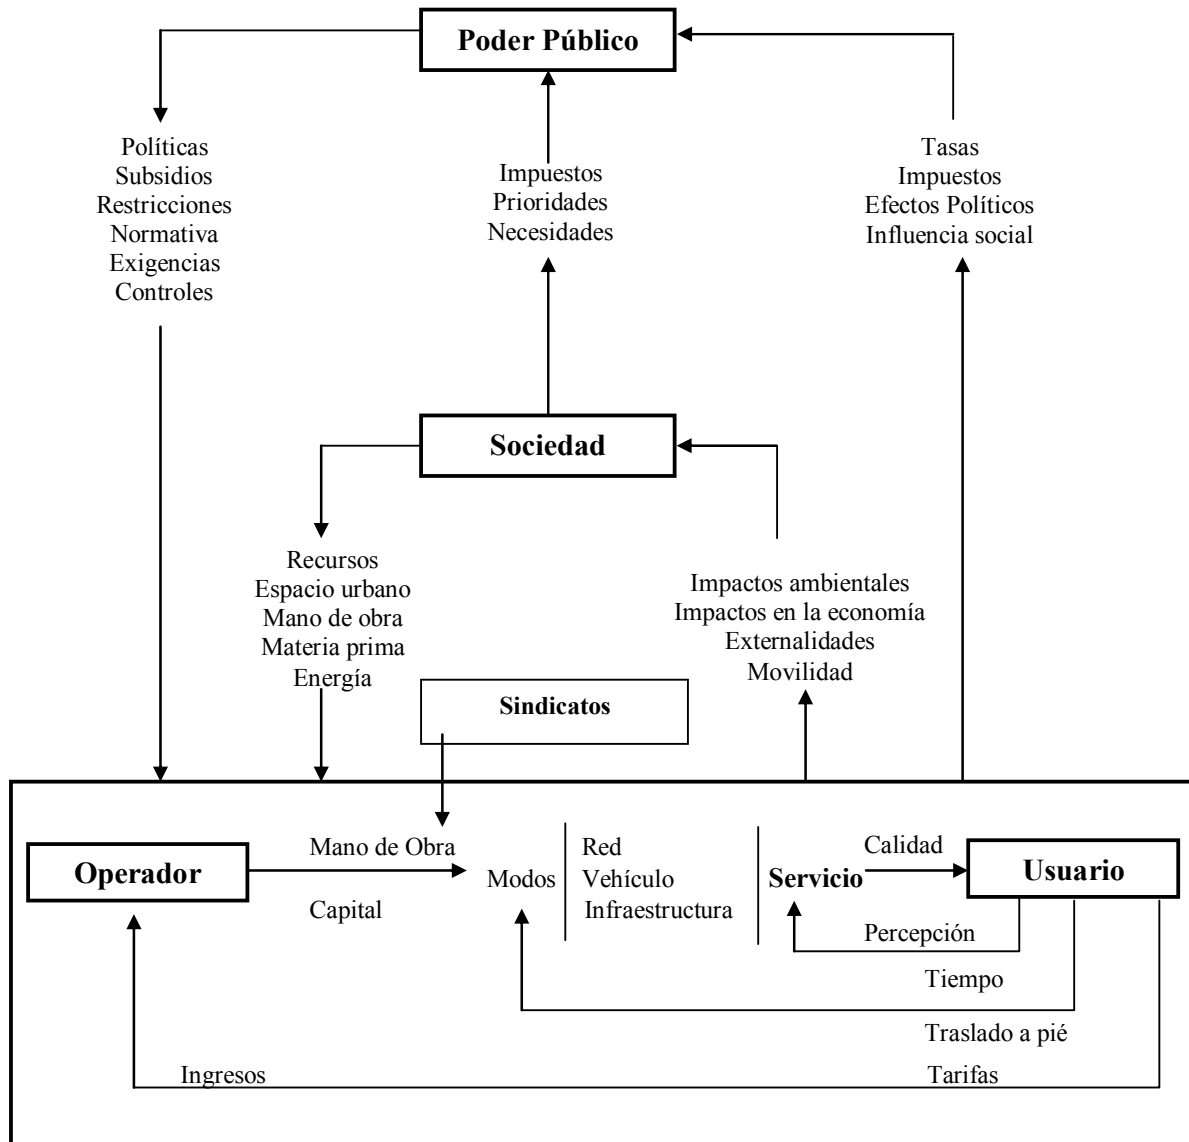 Poder Público
Políticas
Subsidios
Restricciones
Normativa
Exigencias
Controles
Impuestos
Prioridades
Necesidades
Tasas
Impuestos
Efectos Políticos
Influencia social
Sociedad
Recursos
Espacio urbano
Mano de obra
Materia prima
Energía
Impactos ambientales
Impactos en la economía
Externalidades
Movilidad
Sindicatos
Operador
Mano de Obra
Capital
Modos
Red
Vehículo
Infraestructura
Servicio
Calidad
Usuario
Percepción
Tiempo
Traslado a pié
Ingresos
Tarifas